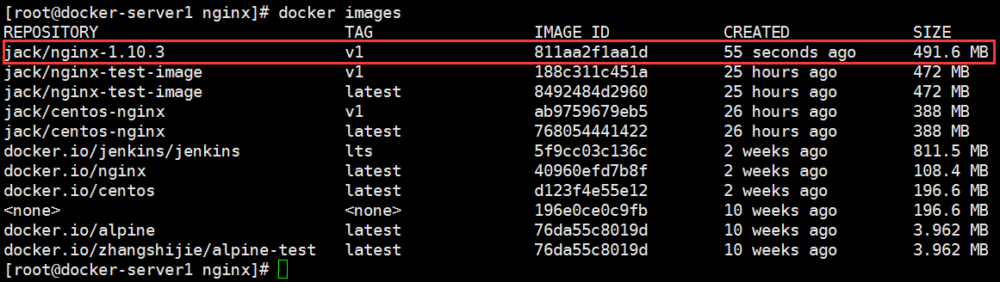 [root@docker-server1 nginx]# docker images
REPOSITORY TAG IMAGE ID CREATED SIZE
jack/nginx-1.10.3 v1 811aa2f1aa1d 55 seconds ago 491.6 MB
jack/nginx-test-image v1 188c311c451a 25 hours ago 472 MB
jack/nginx-test-image latest 8492484d2960 25 hours ago 472 MB
jack/centos-nginx v1 ab9759679eb5 26 hours ago 388 MB
jack/centos-nginx latest 768054441422 26 hours ago 388 MB
docker.io/jenkins/jenkins lts 5f9cc03c136c 2 weeks ago 811.5 MB
docker.io/nginx latest 40960efd7b8f 2 weeks ago 108.4 MB
docker.io/centos latest d123f4e55e12 2 weeks ago 196.6 MB
<none> <none> 196e0ce0c9fb 10 weeks ago 196.6 MB
docker.io/alpine latest 76da55c8019d 10 weeks ago 3.962 MB
docker.io/zhangshijie/alpine-test latest 76da55c8019d 10 weeks ago 3.962 MB
[root@docker-server1 nginx]#